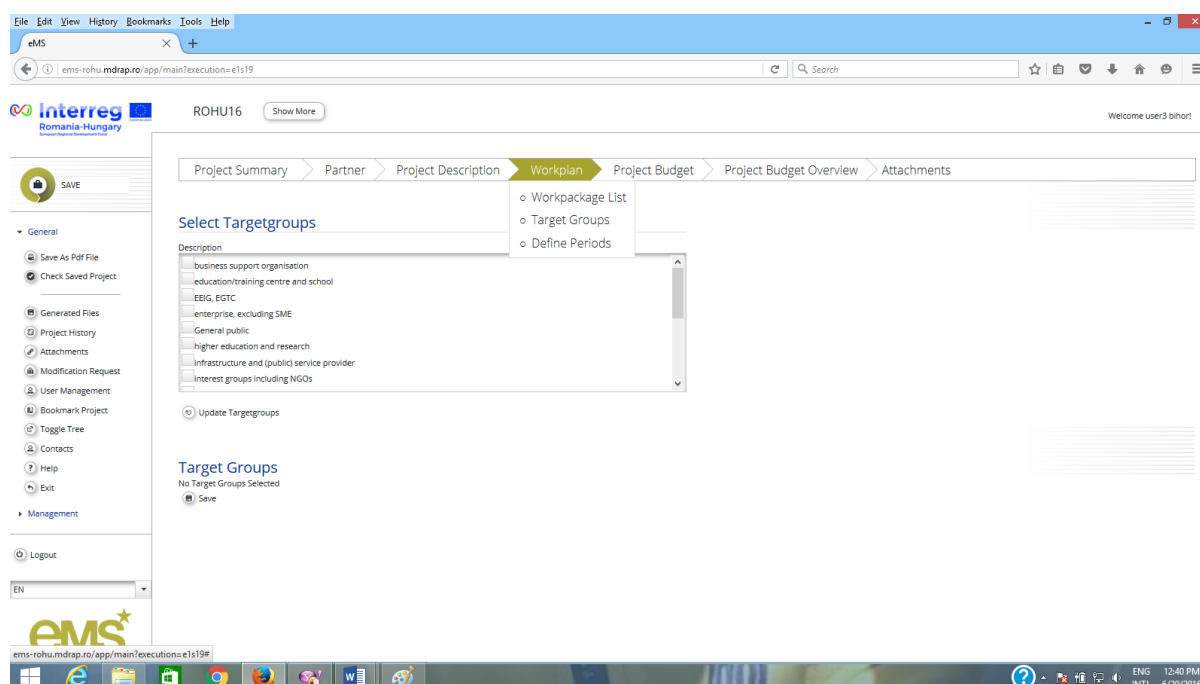 File Edit View History Bookmarks Tools Help
eMS
ems-rohu.mdrap.ro/app/main?execution=e1s19
Search
Interreg
Romania-Hungary
European Regional Development Fund
ROHU16 Show More
Welcome user3 bihor!
Project Summary Partner Project Description Workplan Project Budget Project Budget Overview Attachments
Workpackage List
Target Groups
Define Periods
SAVE
General
Save As Pdf File
Check Saved Project
Generated Files
Project History
Attachments
Modification Request
User Management
Bookmark Project
Toggle Tree
Contacts
Help
Exit
Management
Logout
EN
eMS
Select Targetgroups
Description
business support organisation
education/training centre and school
EEIG, EGTC
enterprise, excluding SME
General public
higher education and research
infrastructure and (public) service provider
interest groups including NGOs
Update Targetgroups
Target Groups
No Target Groups Selected
Save
ems-rohu.mdrap.ro/app/main?execution=e1s19#
ENG 12:40 PM
INTL